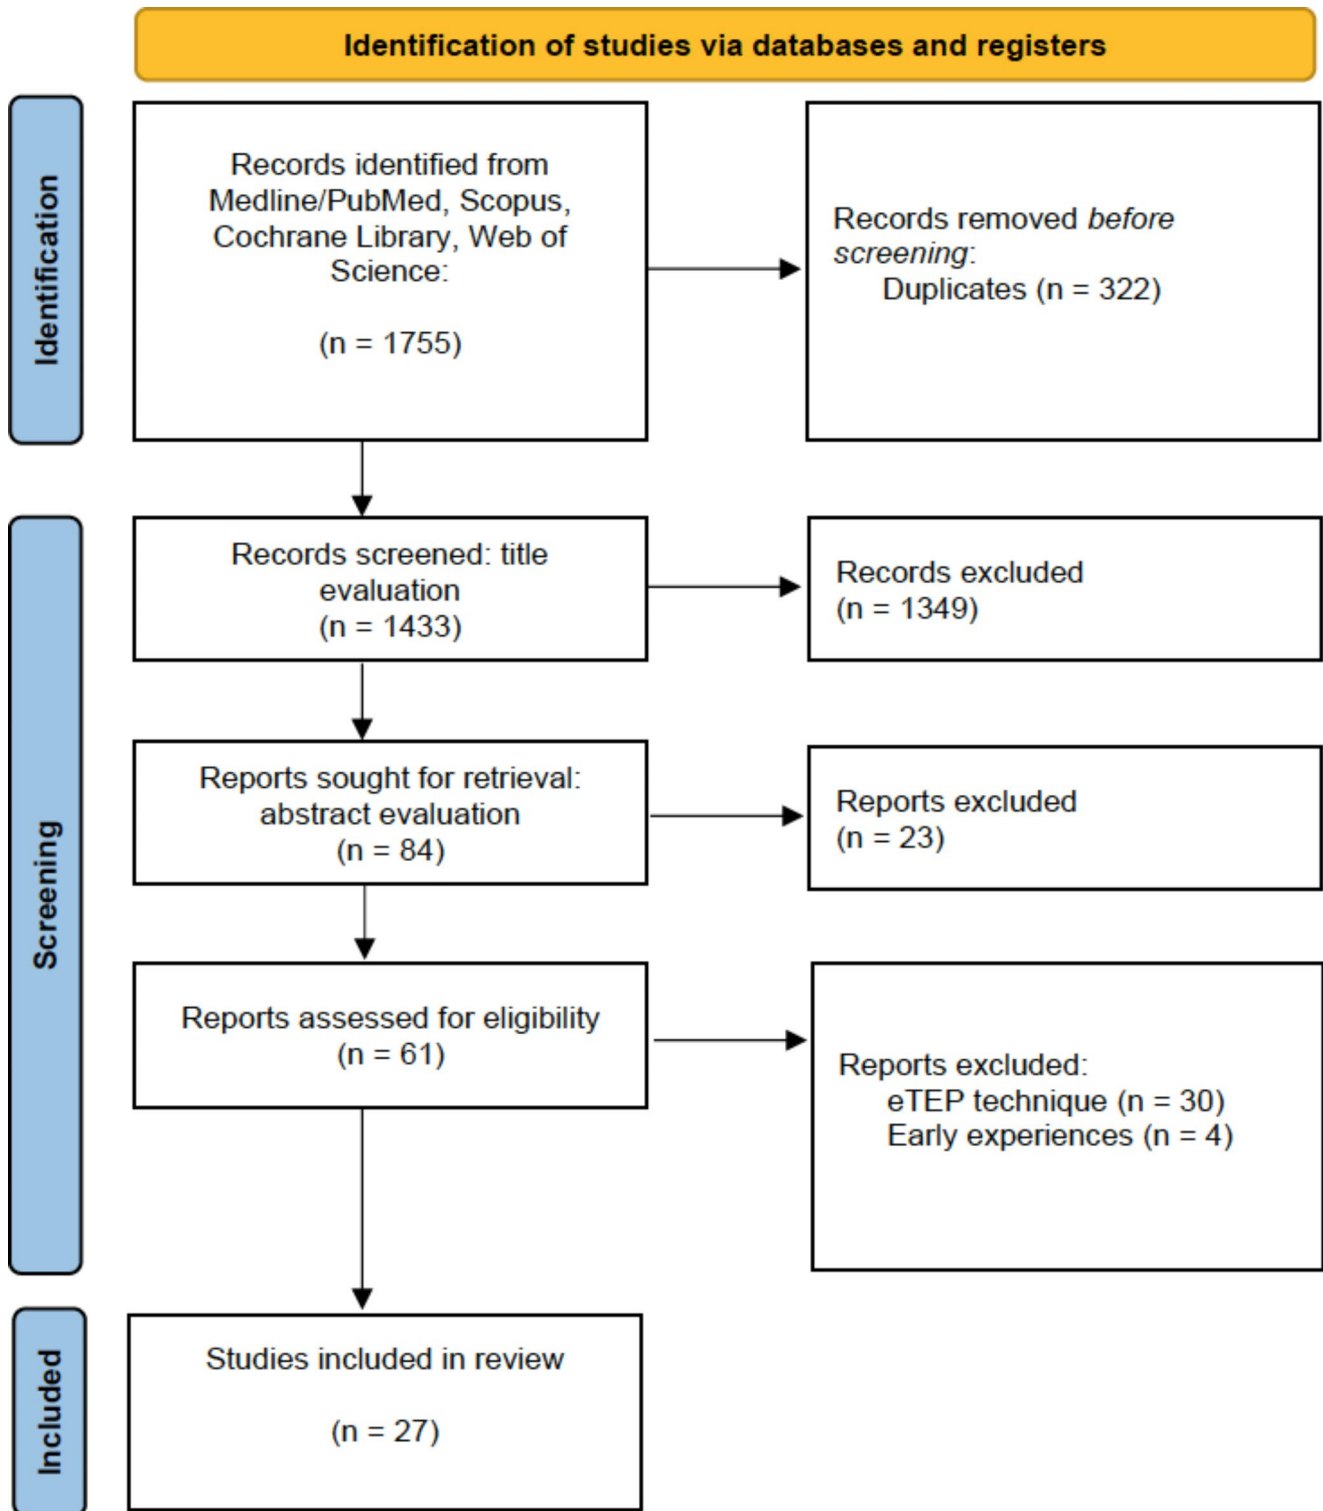 Identification of studies via databases and registers
Identification
Records identified from
Medline/PubMed, Scopus,
Cochrane Library, Web of
Science:
(n = 1755)
Records removed before
screening:
Duplicates (n = 322)
Screening
Records screened: title
evaluation
(n = 1433)
Records excluded
(n = 1349)
Reports sought for retrieval:
abstract evaluation
(n = 84)
Reports excluded
(n = 23)
Reports assessed for eligibility
(n = 61)
Reports excluded:
eTEP technique (n = 30)
Early experiences (n = 4)
Included
Studies included in review
(n = 27)